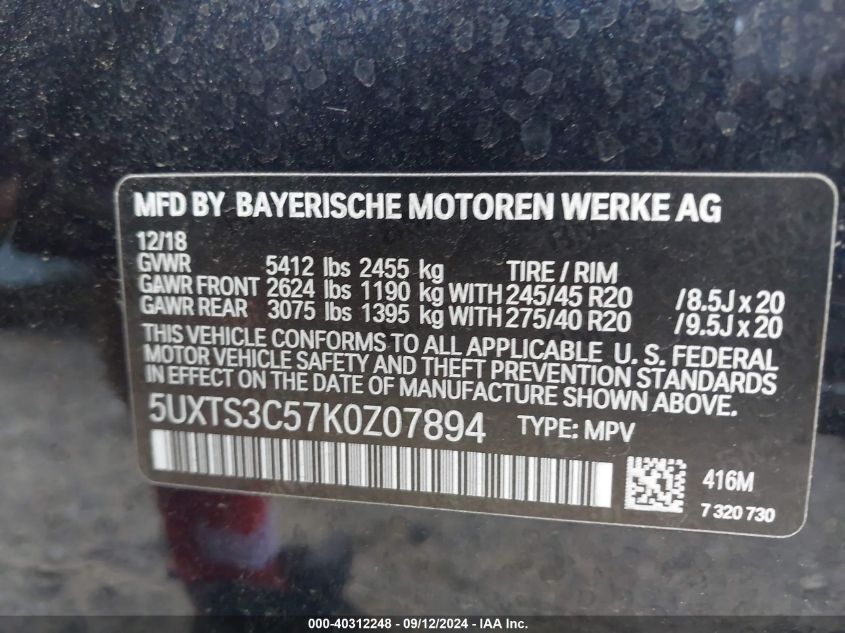 MFD BY BAYERISCHE MOTOREN WERKE AG
12/18
GVWR 5412 lbs 2455 kg TIRE / RIM
GAWR FRONT 2624 lbs 1190 kg WITH 245/45 R20 /8.5J x 20
GAWR REAR 3075 lbs 1395 kg WITH 275/40 R20 /9.5J x 20
THIS VEHICLE CONFORMS TO ALL APPLICABLE U. S. FEDERAL
MOTOR VEHICLE SAFETY AND THEFT PREVENTION STANDARDS
IN EFFECT ON THE DATE OF MANUFACTURE SHOWN ABOVE.
5UXTS3C57K0Z07894 TYPE: MPV
416M
7 320 730
000-40312248 - 09/12/2024 - IAAI.com